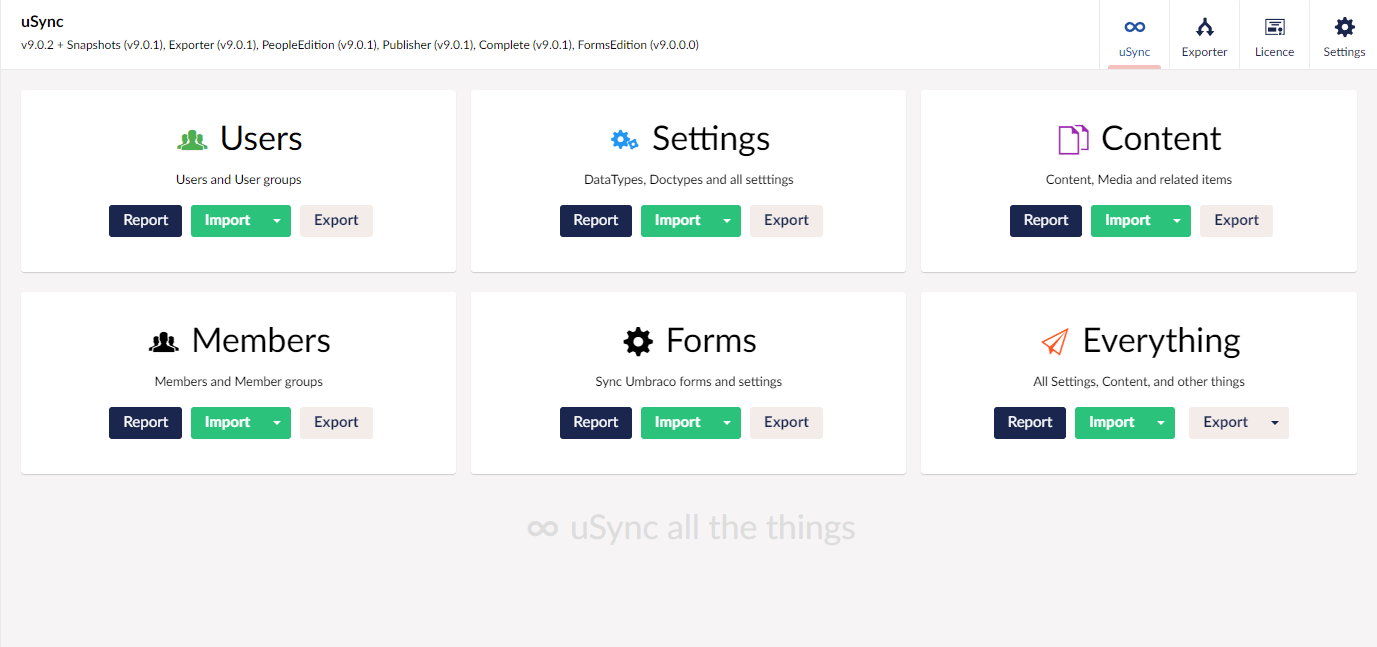 uSync
v9.0.2 + Snapshots (v9.0.1), Exporter (v9.0.1), PeopleEdition (v9.0.1), Publisher (v9.0.1), Complete (v9.0.1), FormsEdition (v9.0.0.0)
uSync Exporter Licence Settings
Users
Users and User groups
Report Import Export
Settings
DataTypes, Doctypes and all setttings
Report Import Export
Content
Content, Media and related items
Report Import Export
Members
Members and Member groups
Report Import Export
Forms
Sync Umbraco forms and settings
Report Import Export
Everything
All Settings, Content, and other things
Report Import Export
uSync all the things